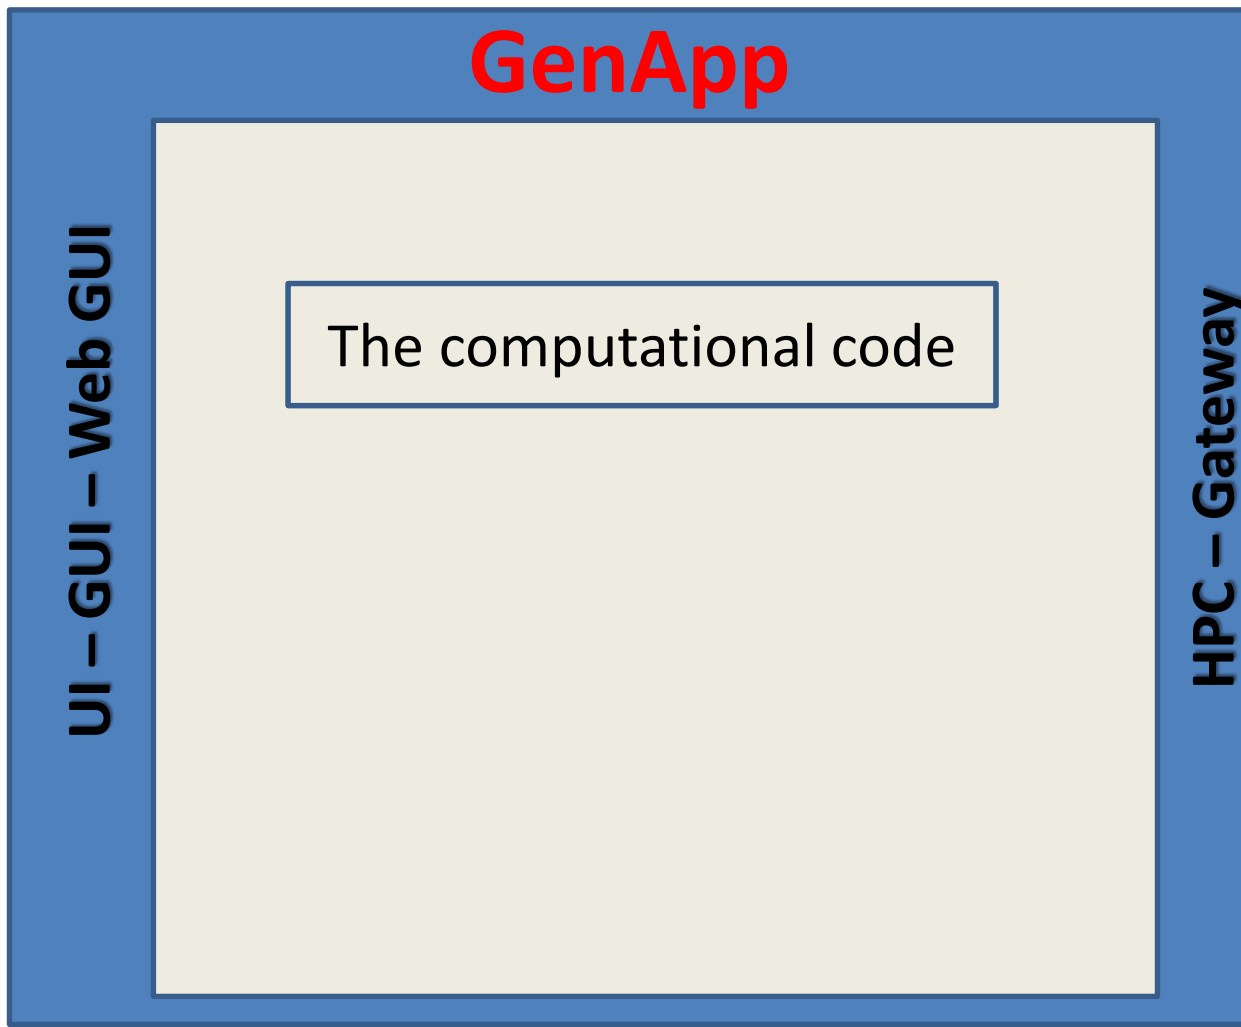 GenApp
UI – GUI – Web GUI
The computational code
HPC – Gateway